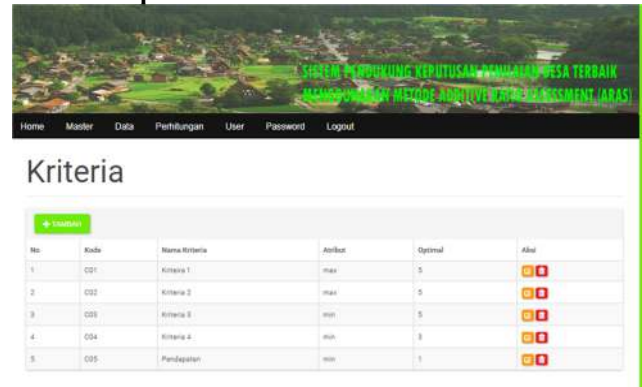 SISTEM PENDUKUNG KEPUTUSAN PENILAIAN DESA TERBAIK
MENGGUNAKAN METODE ADDITIVE RATIO ASSESSMENT (ARAS)
Home Master Data Perhitungan User Password Logout
Kriteria
+ TAMBAH
No. Kode Nama Kriteria Atribut Optimal Aksi
1 C01 Kriteria 1 max 5
2 C02 Kriteria 2 max 5
3 C03 Kriteria 3 min 5
4 C04 Kriteria 4 min 3
5 C05 Pendapatan min 1